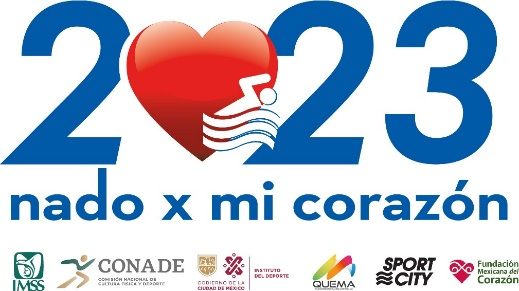 2023
nado x mi corazón
IMSS
CONADE
COMISIÓN NACIONAL DE
CULTURA FÍSICA Y DEPORTE
GOBIERNO DE LA
CIUDAD DE MÉXICO
INSTITUTO
DEL DEPORTE
QUEMA
SPORT
CITY
Fundación
Mexicana del
Corazón